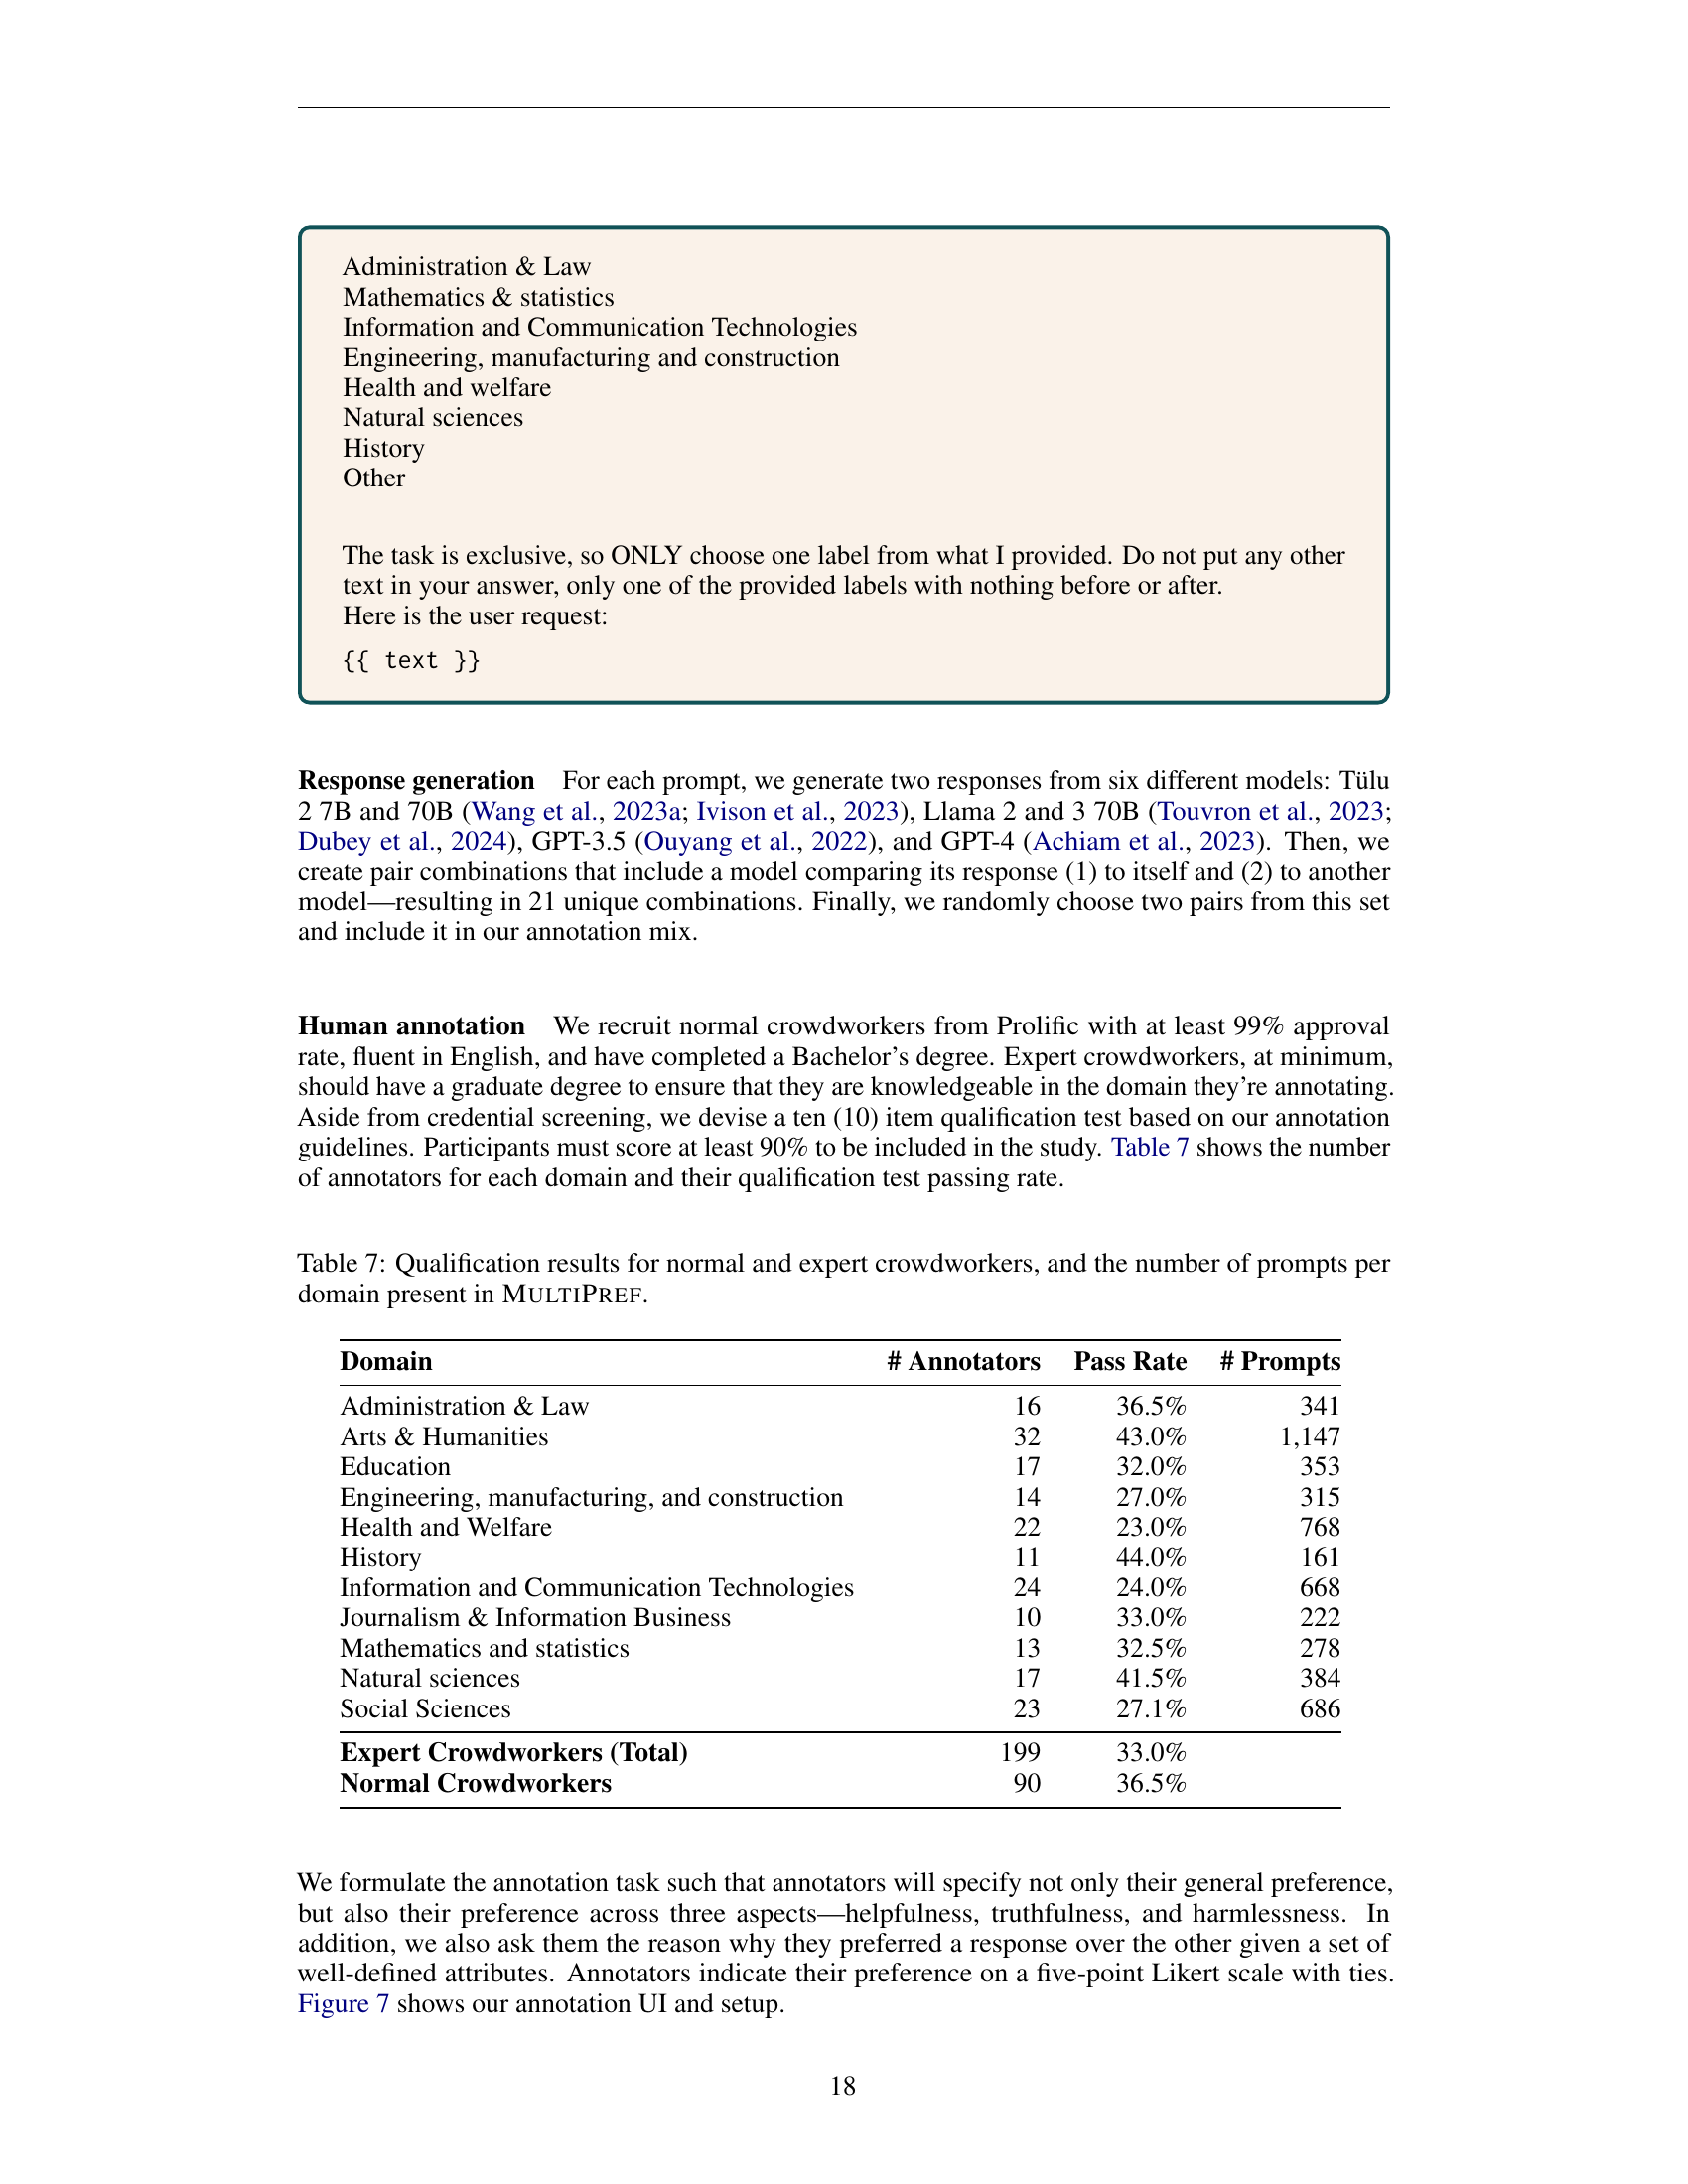 Administration & Law
Mathematics & statistics
Information and Communication Technologies
Engineering, manufacturing and construction
Health and welfare
Natural sciences
History
Other
The task is exclusive, so ONLY choose one label from what I provided. Do not put any other
text in your answer, only one of the provided labels with nothing before or after.
Here is the user request:
{{ text }}
Response generation For each prompt, we generate two responses from six different models: Tülu
2 7B and 70B (Wang et al., 2023a; Ivison et al., 2023), Llama 2 and 3 70B (Touvron et al., 2023;
Dubey et al., 2024), GPT-3.5 (Ouyang et al., 2022), and GPT-4 (Achiam et al., 2023). Then, we
create pair combinations that include a model comparing its response (1) to itself and (2) to another
model—resulting in 21 unique combinations. Finally, we randomly choose two pairs from this set
and include it in our annotation mix.
Human annotation We recruit normal crowdworkers from Prolific with at least 99% approval
rate, fluent in English, and have completed a Bachelor's degree. Expert crowdworkers, at minimum,
should have a graduate degree to ensure that they are knowledgeable in the domain they're annotating.
Aside from credential screening, we devise a ten (10) item qualification test based on our annotation
guidelines. Participants must score at least 90% to be included in the study. Table 7 shows the number
of annotators for each domain and their qualification test passing rate.
Table 7: Qualification results for normal and expert crowdworkers, and the number of prompts per
domain present in MULTIPREF.
Domain # Annotators Pass Rate # Prompts
Administration & Law 16 36.5% 341
Arts & Humanities 32 43.0% 1,147
Education 17 32.0% 353
Engineering, manufacturing, and construction 14 27.0% 315
Health and Welfare 22 23.0% 768
History 11 44.0% 161
Information and Communication Technologies 24 24.0% 668
Journalism & Information Business 10 33.0% 222
Mathematics and statistics 13 32.5% 278
Natural sciences 17 41.5% 384
Social Sciences 23 27.1% 686
Expert Crowdworkers (Total) 199 33.0%
Normal Crowdworkers 90 36.5%
We formulate the annotation task such that annotators will specify not only their general preference,
but also their preference across three aspects—helpfulness, truthfulness, and harmlessness. In
addition, we also ask them the reason why they preferred a response over the other given a set of
well-defined attributes. Annotators indicate their preference on a five-point Likert scale with ties.
Figure 7 shows our annotation UI and setup.
18